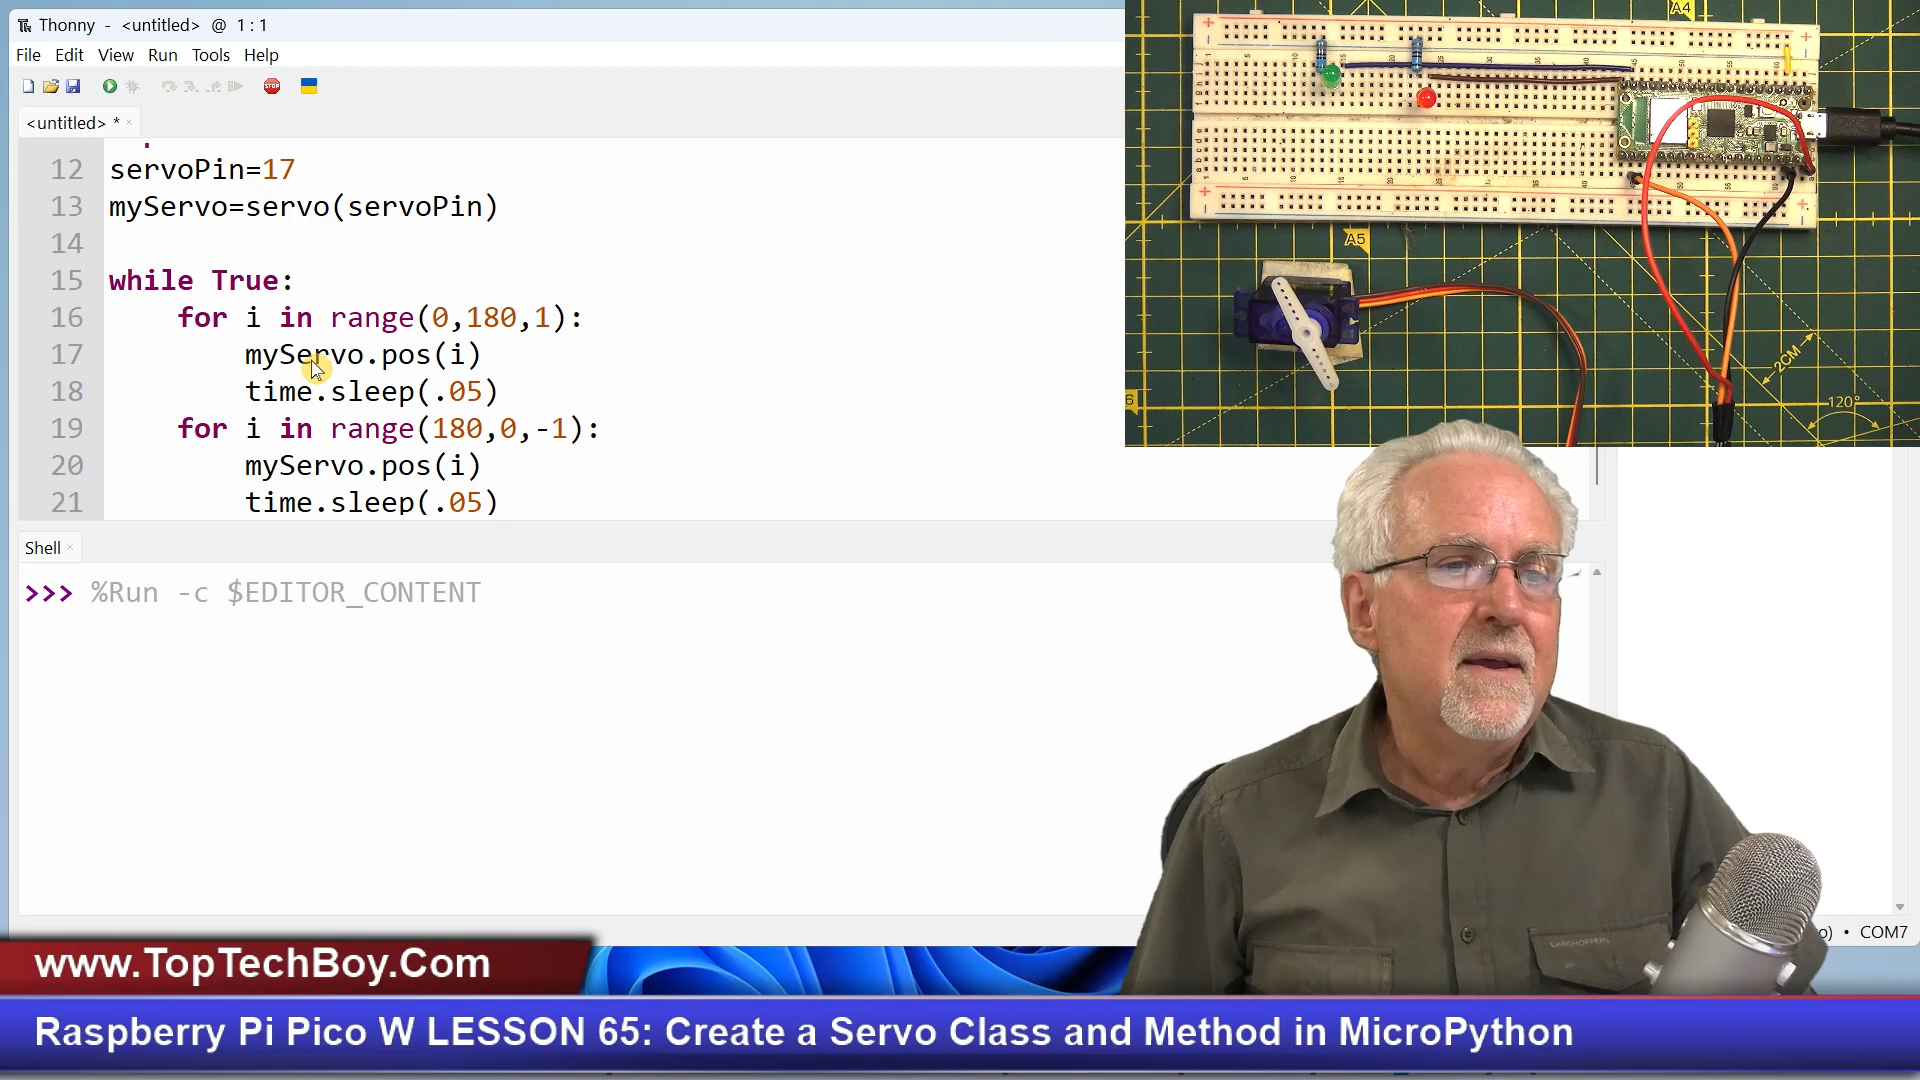 Thonny - <untitled> @ 1 : 1
File Edit View Run Tools Help
STOP
<untitled> *
12 servoPin=17
13 myServo=servo(servoPin)
14
15 while True:
16 for i in range(0,180,1):
17 myServo.pos(i)
18 time.sleep(.05)
19 for i in range(180,0,-1):
20 myServo.pos(i)
21 time.sleep(.05)
Shell
>>> %Run -c $EDITOR_CONTENT
A4
A5
2CM
120°
• COM7
www.TopTechBoy.Com
Raspberry Pi Pico W LESSON 65: Create a Servo Class and Method in MicroPython